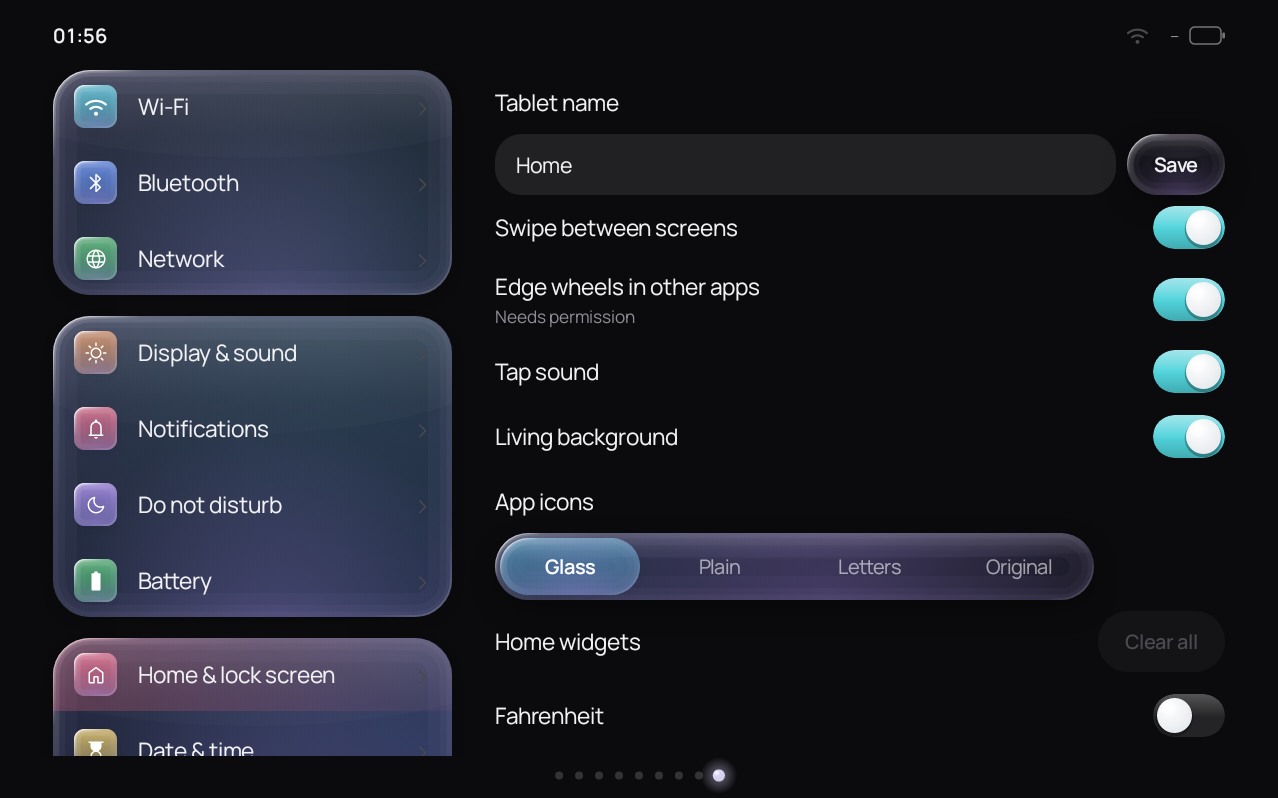 01:56
–
Wi-Fi
Bluetooth
Network
Display & sound
Notifications
Do not disturb
Battery
Home & lock screen
Date & time
Tablet name
Home
Save
Swipe between screens
Edge wheels in other apps
Needs permission
Tap sound
Living background
App icons
Glass Plain Letters Original
Home widgets
Clear all
Fahrenheit